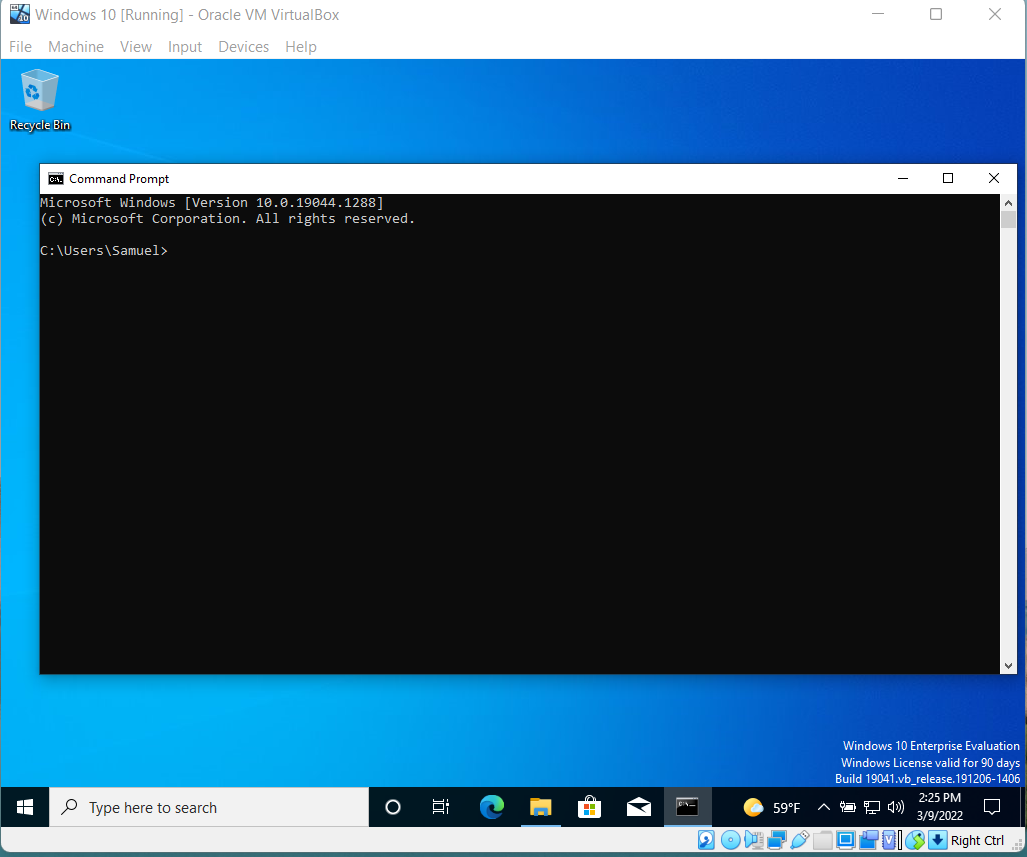 Windows 10 [Running] - Oracle VM VirtualBox
File Machine View Input Devices Help
Recycle Bin
Command Prompt
Microsoft Windows [Version 10.0.19044.1288]
(c) Microsoft Corporation. All rights reserved.
C:\Users\Samuel>
Windows 10 Enterprise Evaluation
Windows License valid for 90 days
Build 19041.vb_release.191206-1406
Type here to search
59°F
2:25 PM
3/9/2022
Right Ctrl